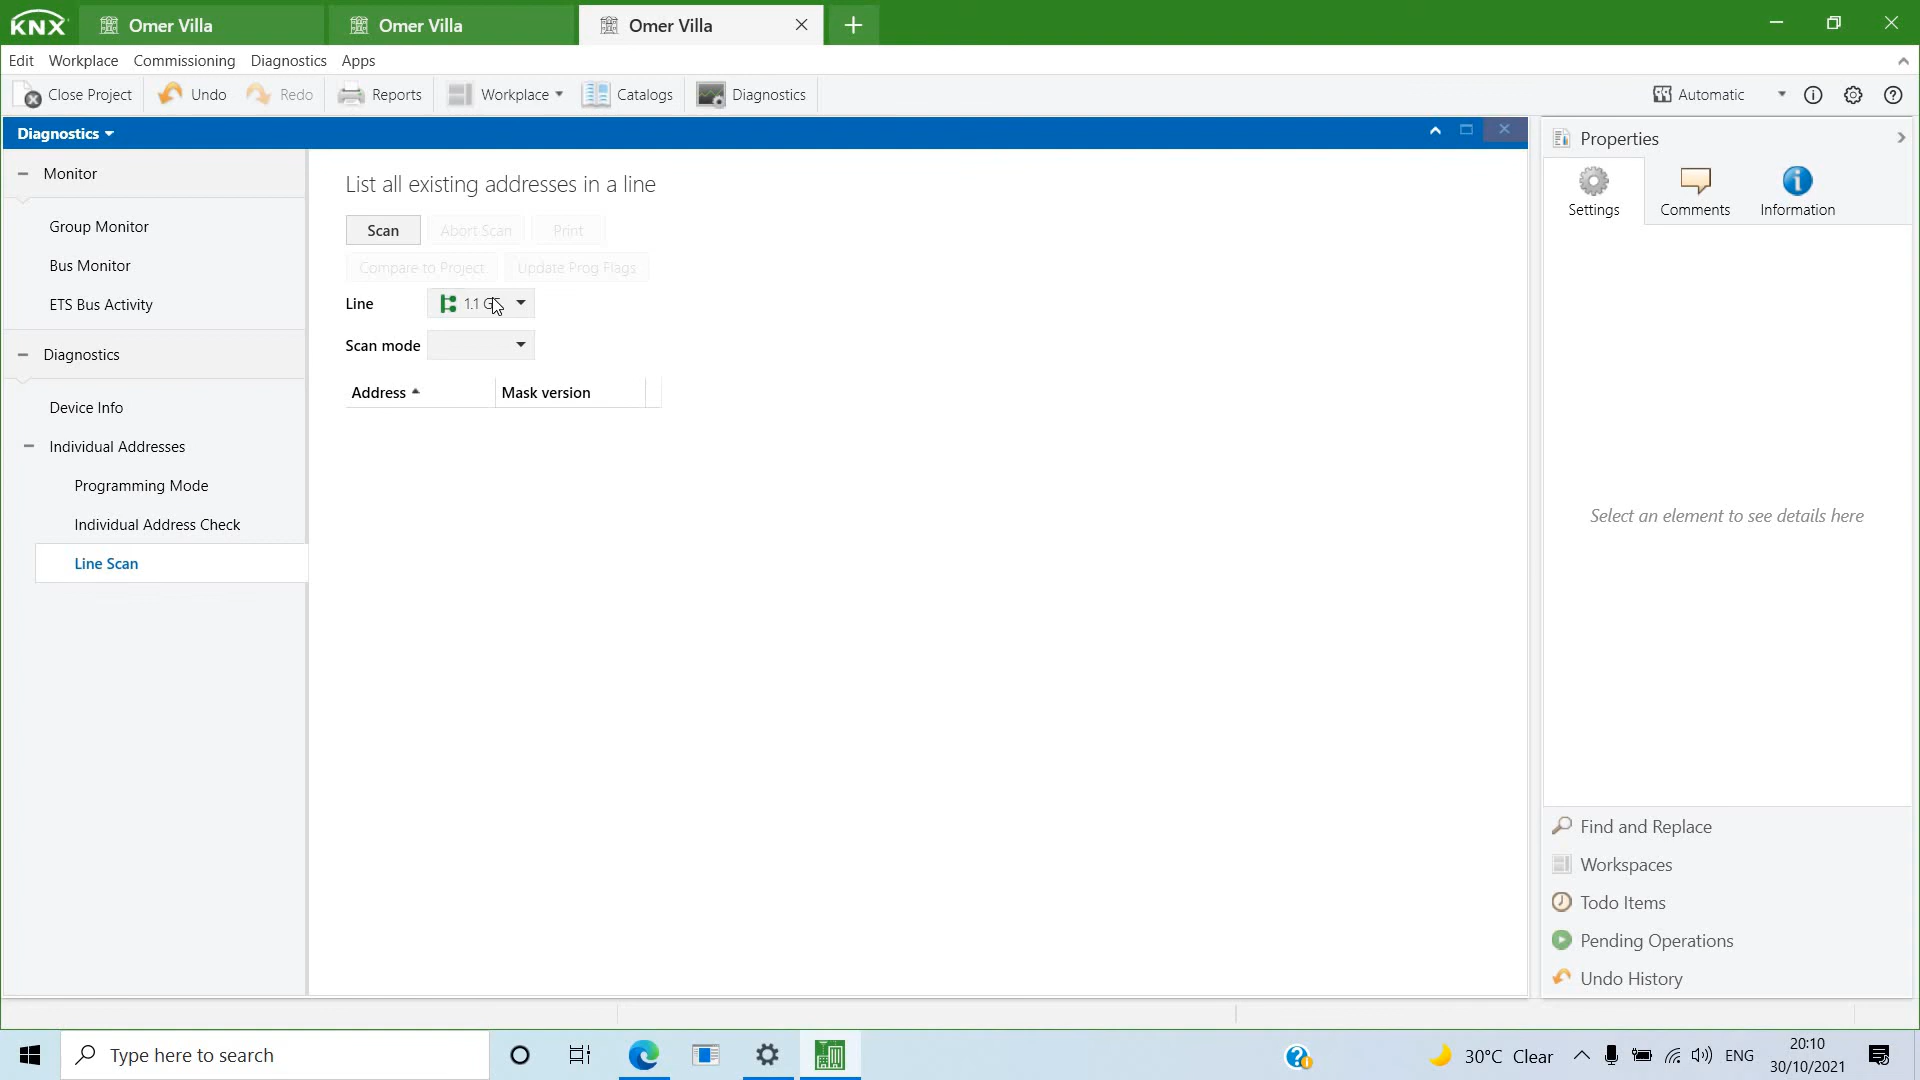 KNX Omer Villa Omer Villa Omer Villa
Edit Workplace Commissioning Diagnostics Apps
Close Project Undo Redo Reports Workplace Catalogs Diagnostics Automatic
Diagnostics
Monitor
Group Monitor
Bus Monitor
ETS Bus Activity
Diagnostics
Device Info
Individual Addresses
Programming Mode
Individual Address Check
Line Scan
List all existing addresses in a line
Scan Abort Scan Print
Compare to Project Update Prog Flags
Line 1.1
Scan mode
Address Mask version
Properties
Settings Comments Information
Select an element to see details here
Find and Replace
Workspaces
Todo Items
Pending Operations
Undo History
Type here to search
30°C Clear ENG
20:10
30/10/2021